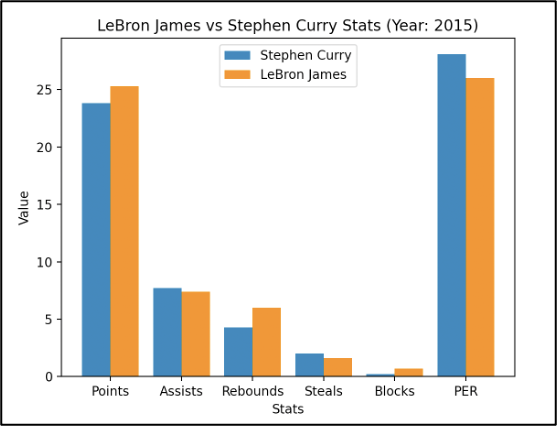 LeBron James vs Stephen Curry Stats (Year: 2015)
Stephen Curry
LeBron James
25
20
15
10
5
0
Value
Points Assists Rebounds Steals Blocks PER
Stats